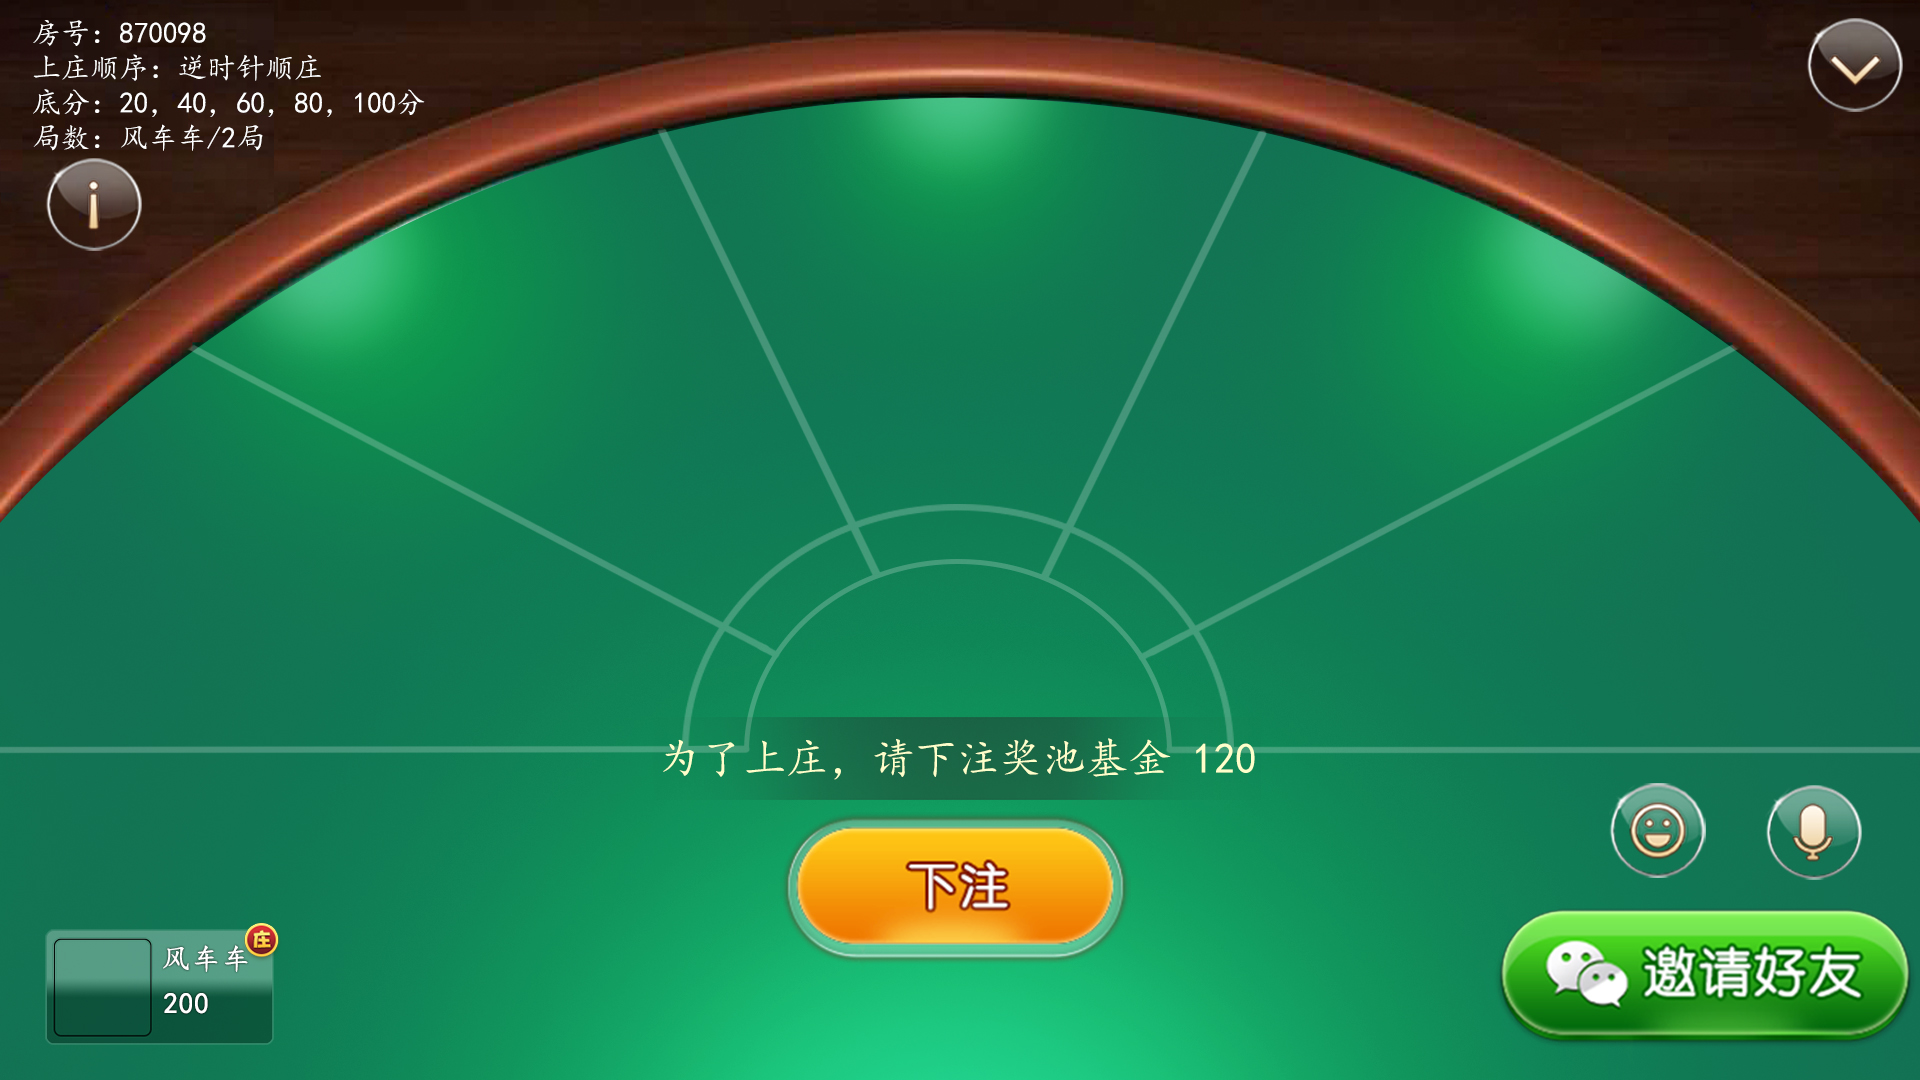 房号：870098
上庄顺序：逆时针顺庄
底分：20，40，60，80，100分
局数：风车车/2局
为了上庄，请下注奖池基金 120
下注
风车车
庄
200
邀请好友